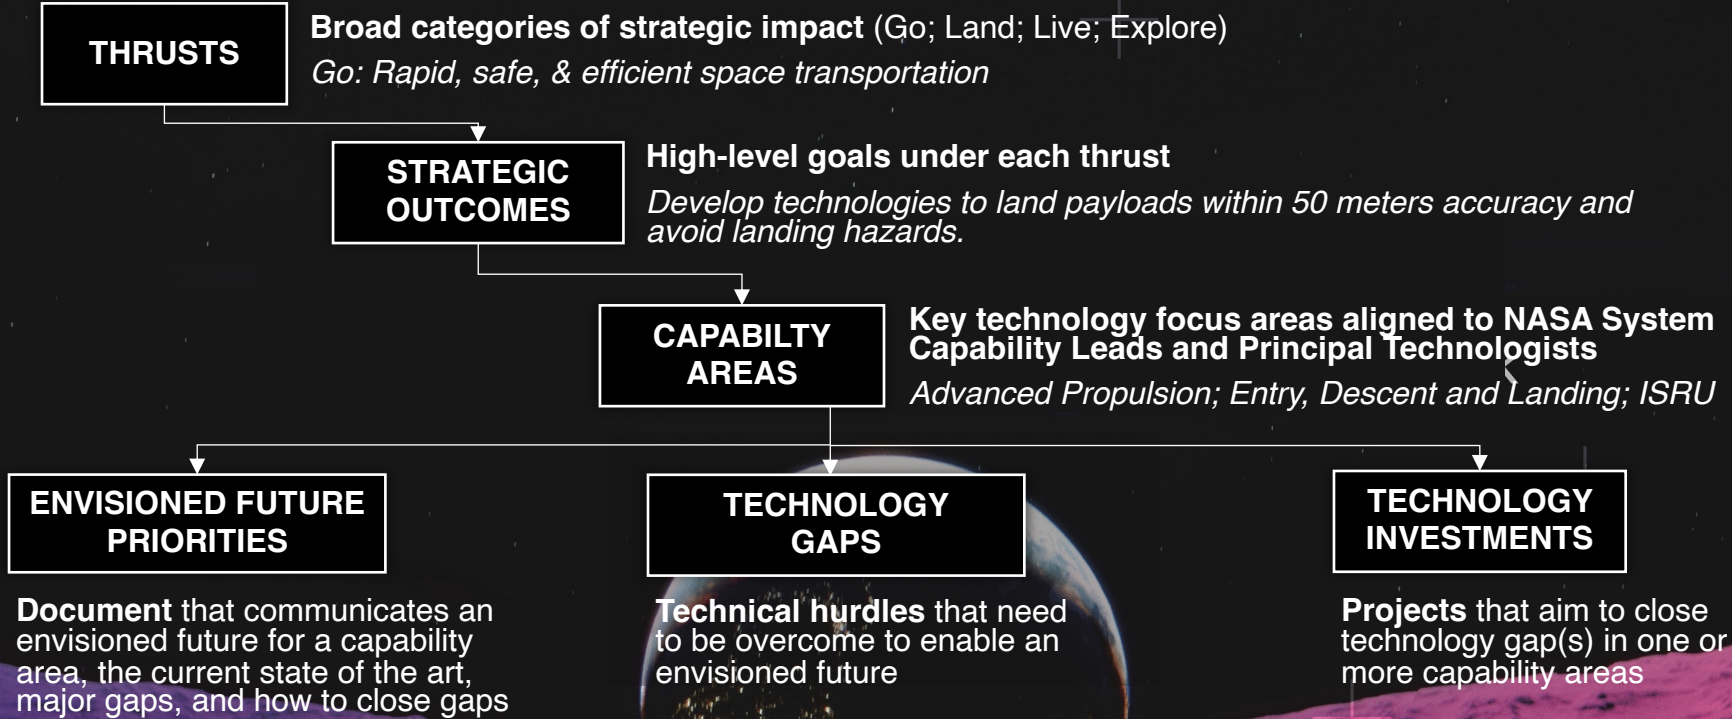 THRUSTS
Broad categories of strategic impact (Go; Land; Live; Explore)
Go: Rapid, safe, & efficient space transportation
STRATEGIC
OUTCOMES
High-level goals under each thrust
Develop technologies to land payloads within 50 meters accuracy and
avoid landing hazards.
CAPABILTY
AREAS
Key technology focus areas aligned to NASA System
Capability Leads and Principal Technologists
Advanced Propulsion; Entry, Descent and Landing; ISRU
ENVISIONED FUTURE
PRIORITIES
Document that communicates an
envisioned future for a capability
area, the current state of the art,
major gaps, and how to close gaps
TECHNOLOGY
GAPS
Technical hurdles that need
to be overcome to enable an
envisioned future
TECHNOLOGY
INVESTMENTS
Projects that aim to close
technology gap(s) in one or
more capability areas